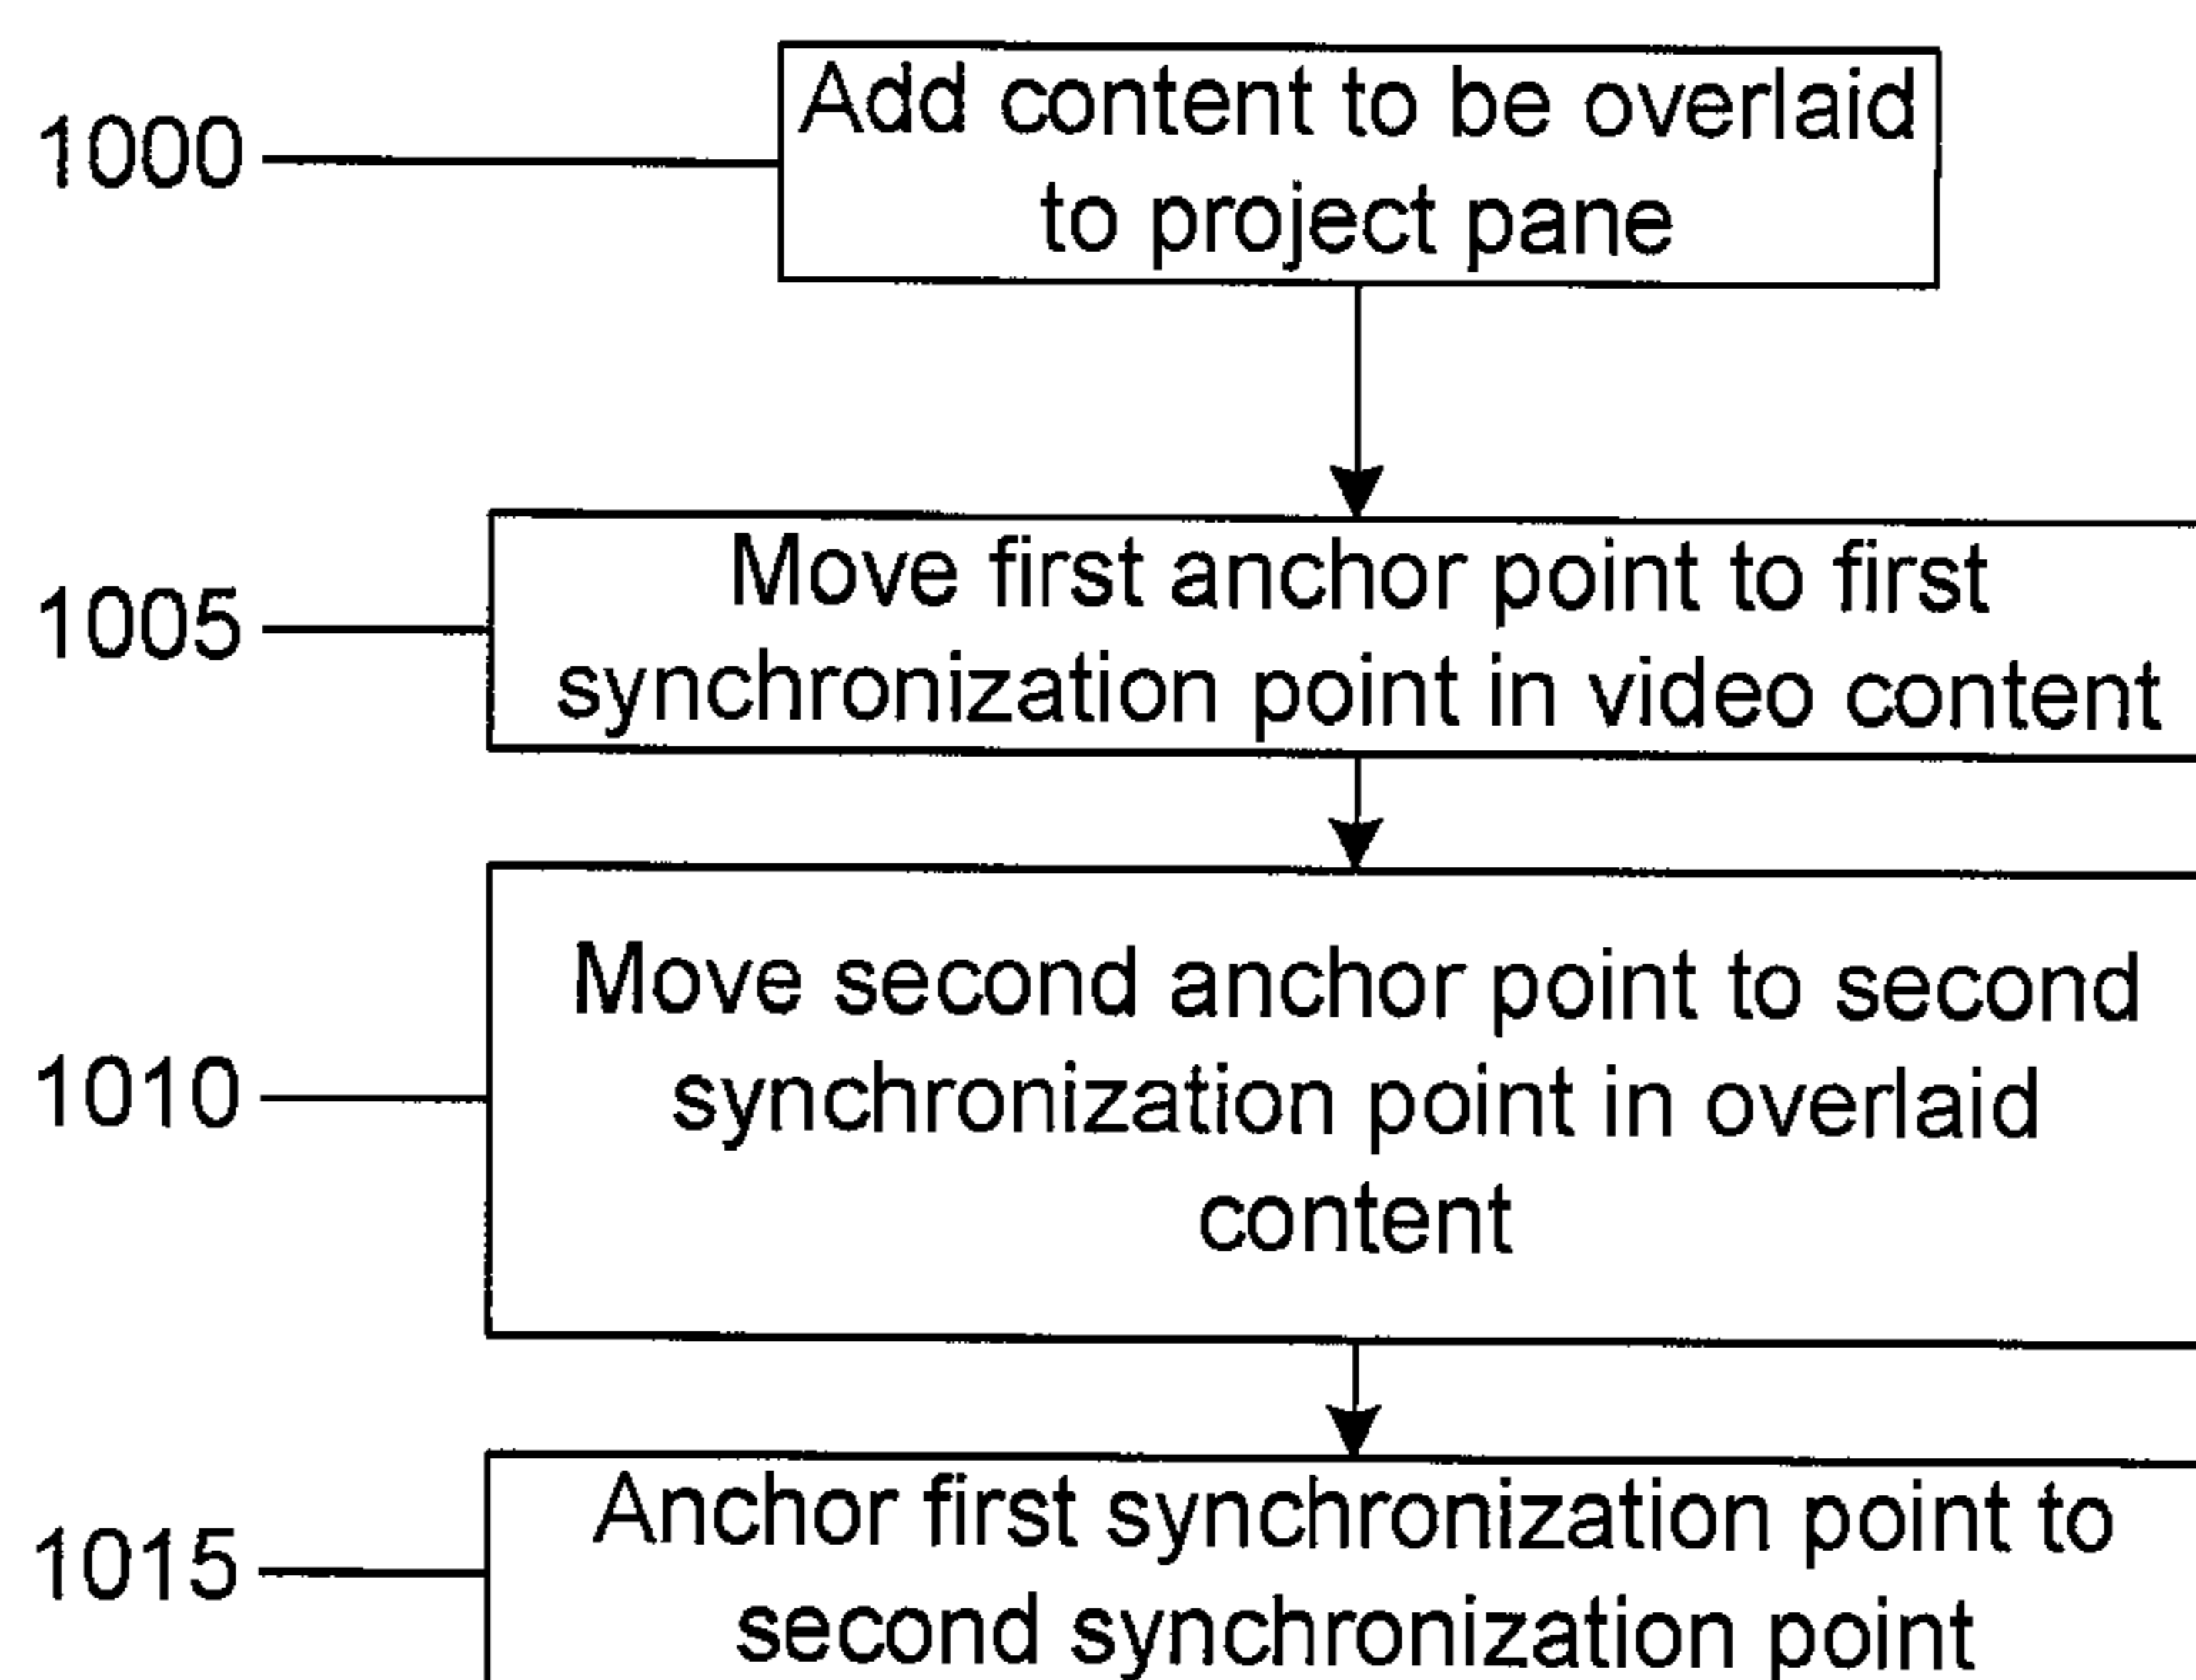 1000
Add content to be overlaid
to project pane
1005
Move first anchor point to first
synchronization point in video content
1010
Move second anchor point to second
synchronization point in overlaid
content
1015
Anchor first synchronization point to
second synchronization point